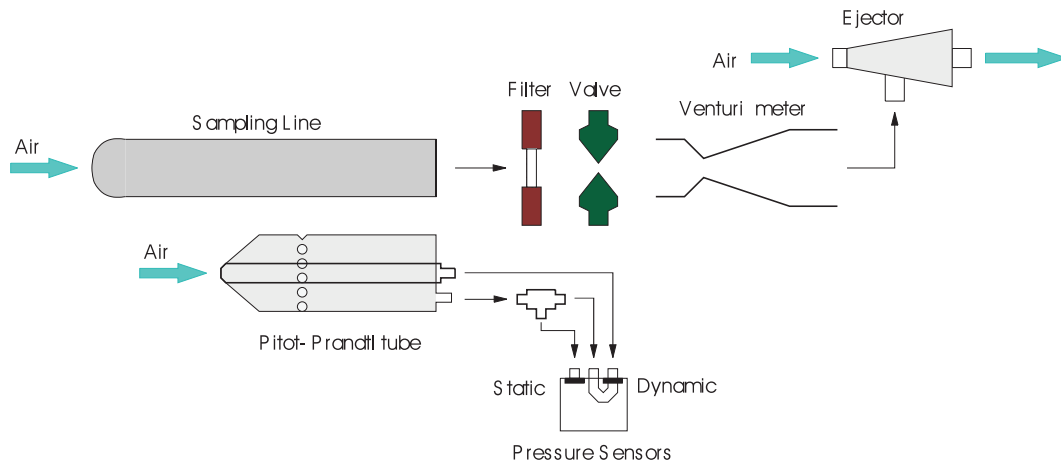 Ejector
Air
Filter
Valve
Venturi meter
Sampling Line
Air
Air
Pitot-Prandtl tube
Static
Dynamic
Pressure Sensors